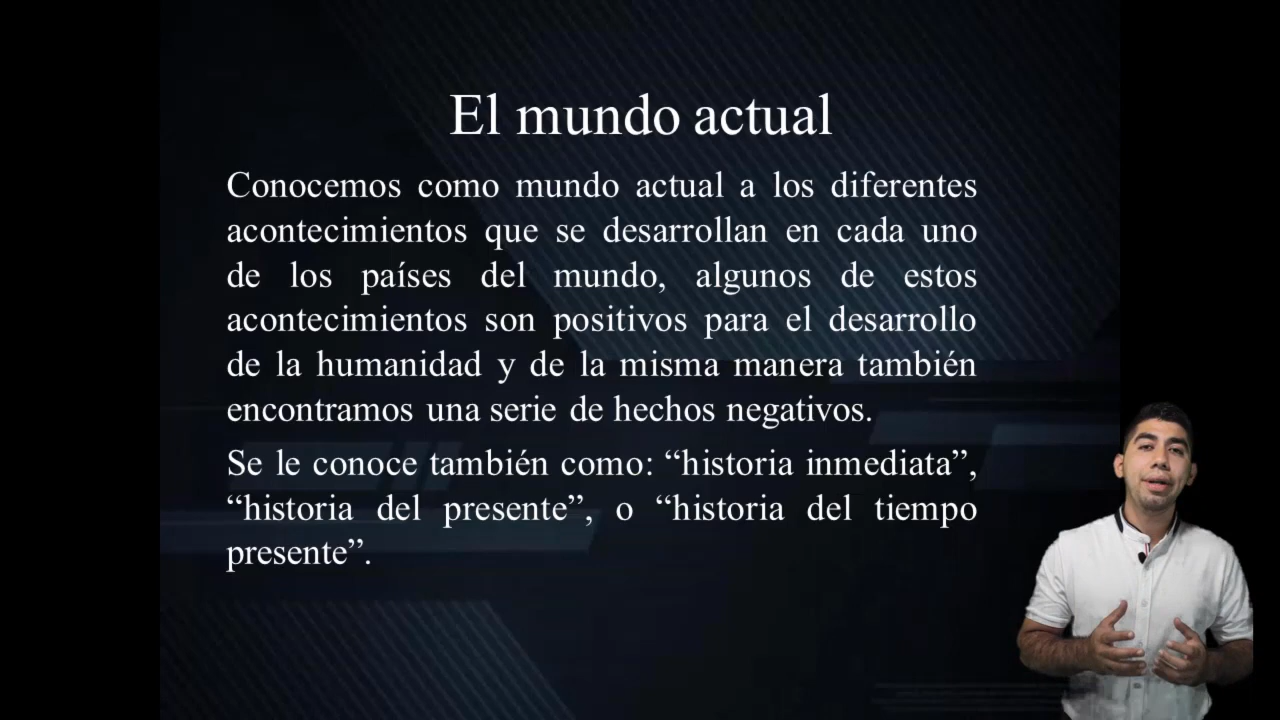 El mundo actual
Conocemos como mundo actual a los diferentes
acontecimientos que se desarrollan en cada uno
de los países del mundo, algunos de estos
acontecimientos son positivos para el desarrollo
de la humanidad y de la misma manera también
encontramos una serie de hechos negativos.
Se le conoce también como: “historia inmediata”,
“historia del presente”, o “historia del tiempo
presente”.